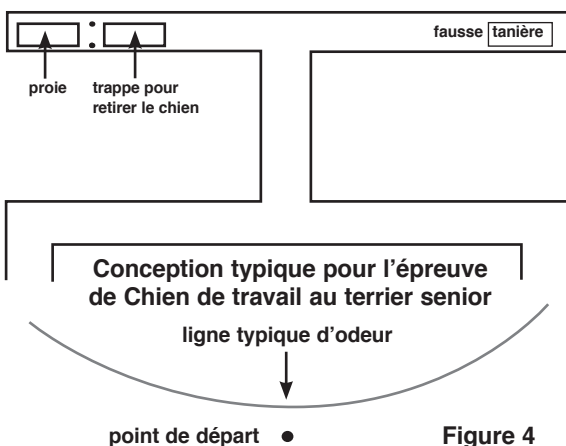 fausse tanière
proie
trappe pour
retirer le chien
Conception typique pour l'épreuve
de Chien de travail au terrier senior
ligne typique d'odeur
point de départ
Figure 4